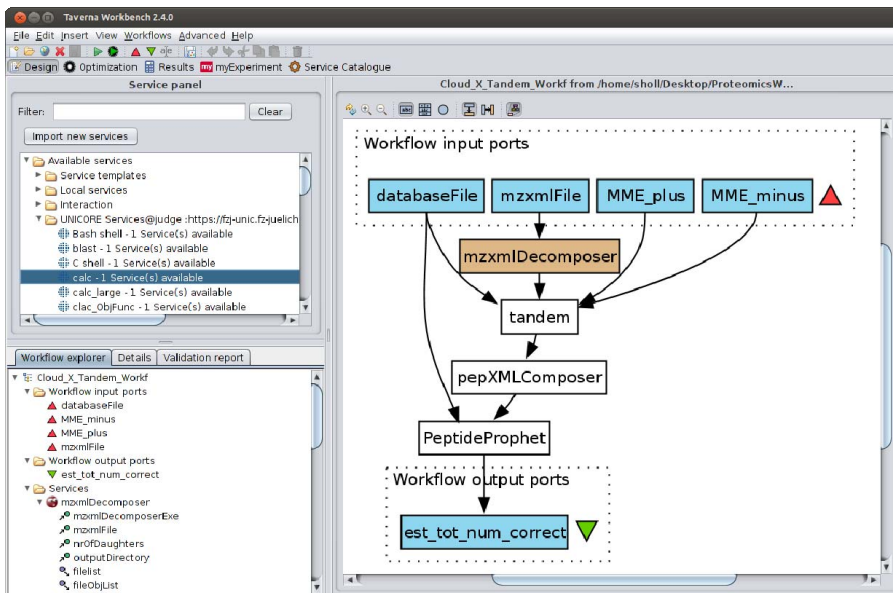 Taverna Workbench 2.4.0
File Edit Insert View Workflows Advanced Help
Design Optimization Results my myExperiment Service Catalogue
Service panel
Filter: Clear
Import new services
Available services
Service templates
Local services
Interaction
UNICORE Services@judge :https://fzj-unic.fz-juelich
Bash shell - 1 Service(s) available
blast - 1 Service(s) available
C shell - 1 Service(s) available
calc - 1 Service(s) available
calc_large - 1 Service(s) available
clac_ObjFunc - 1 Service(s) available
Workflow explorer Details Validation report
Cloud_X_Tandem_Workf
Workflow input ports
databaseFile
MME_minus
MME_plus
mzxmlFile
Workflow output ports
est_tot_num_correct
Services
mzxmlDecomposer
mzxmlDecomposerExe
mzxmlFile
nrOfDaughters
outputDirectory
filelist
fileObjList
Cloud_X_Tandem_Workf from /home/sholl/Desktop/ProteomicsW...
Workflow input ports
databaseFile mzxmlFile MME_plus MME_minus
mzxmlDecomposer
tandem
pepXMLComposer
PeptideProphet
Workflow output ports
est_tot_num_correct